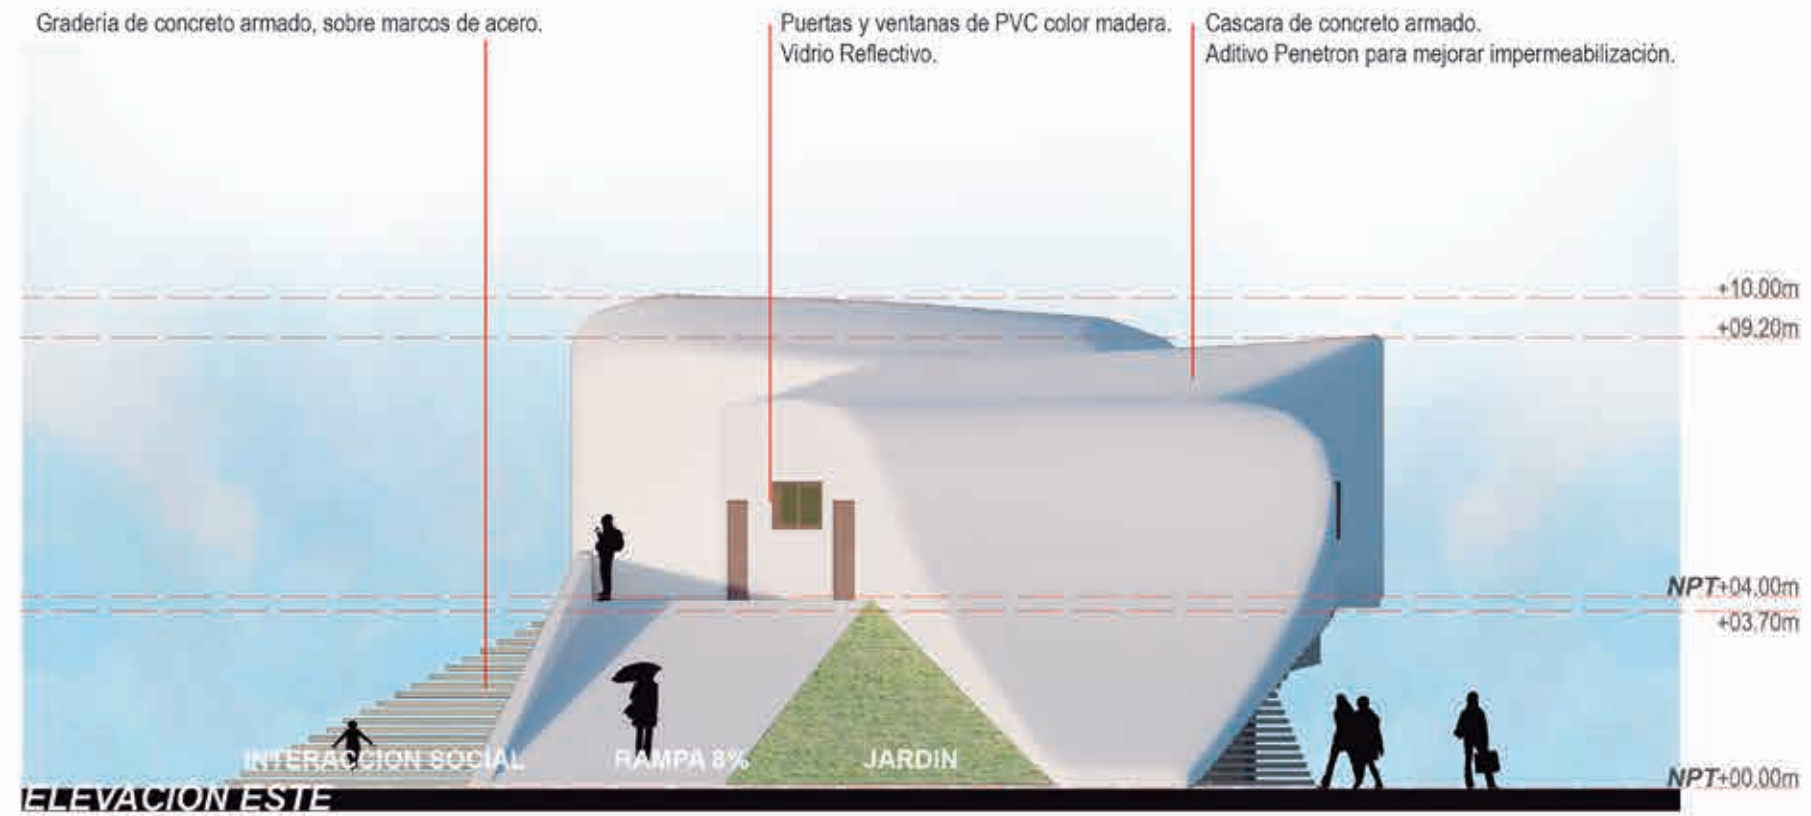 Gradería de concreto armado, sobre marcos de acero.
Puertas y ventanas de PVC color madera.
Vidrio Reflectivo.
Cascara de concreto armado.
Aditivo Penetron para mejorar impermeabilización.
+10.00m
+09.20m
NPT+04.00m
+03.70m
INTERACCION SOCIAL
RAMPA 8%
JARDIN
NPT+00.00m
ELEVACION ESTE